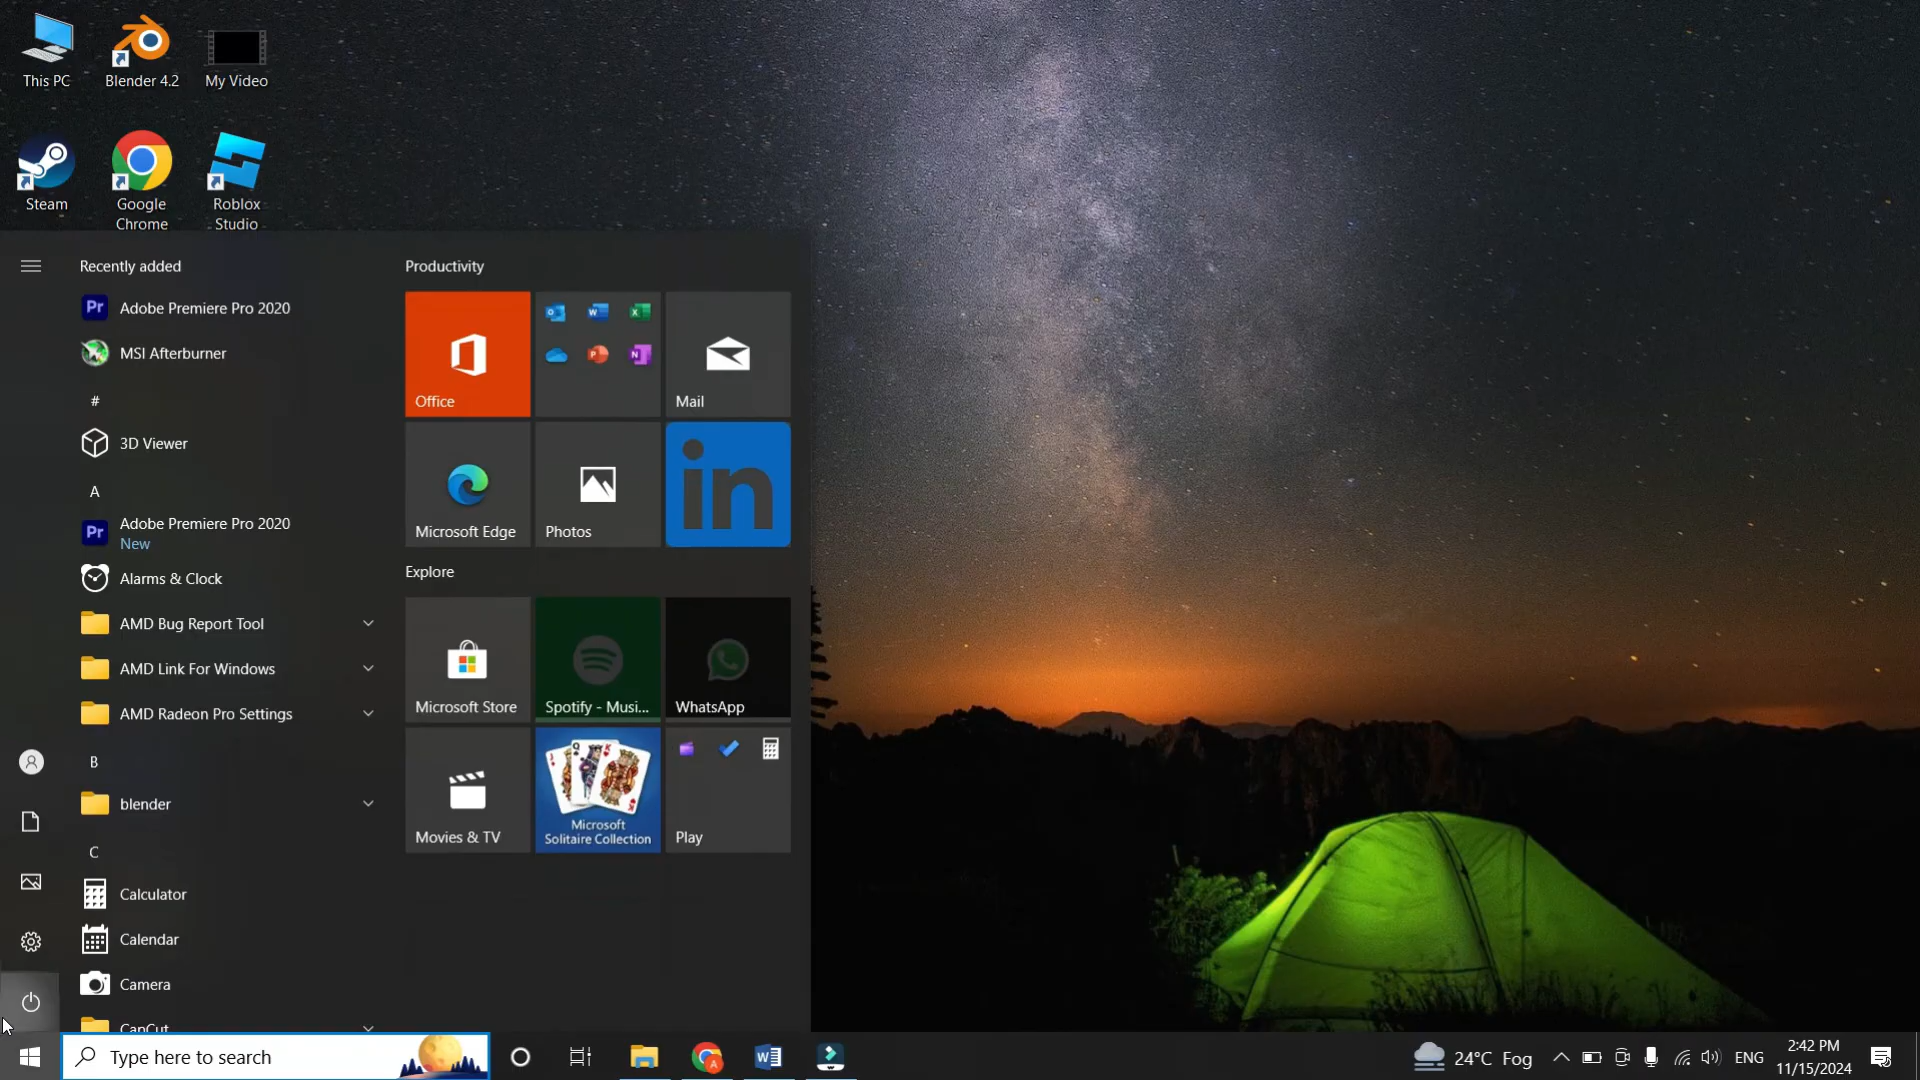 This PC
Blender 4.2
My Video
Steam
Google
Chrome
Roblox
Studio
Recently added
Adobe Premiere Pro 2020
MSI Afterburner
#
3D Viewer
A
Adobe Premiere Pro 2020
New
Alarms & Clock
AMD Bug Report Tool
AMD Link For Windows
AMD Radeon Pro Settings
B
blender
C
Calculator
Calendar
Camera
CapCut
Productivity
Office
Mail
Microsoft Edge
Photos
in
Explore
Microsoft Store
Spotify - Musi...
WhatsApp
Movies & TV
Microsoft
Solitaire Collection
Play
Type here to search
24°C Fog
ENG
2:42 PM
11/15/2024